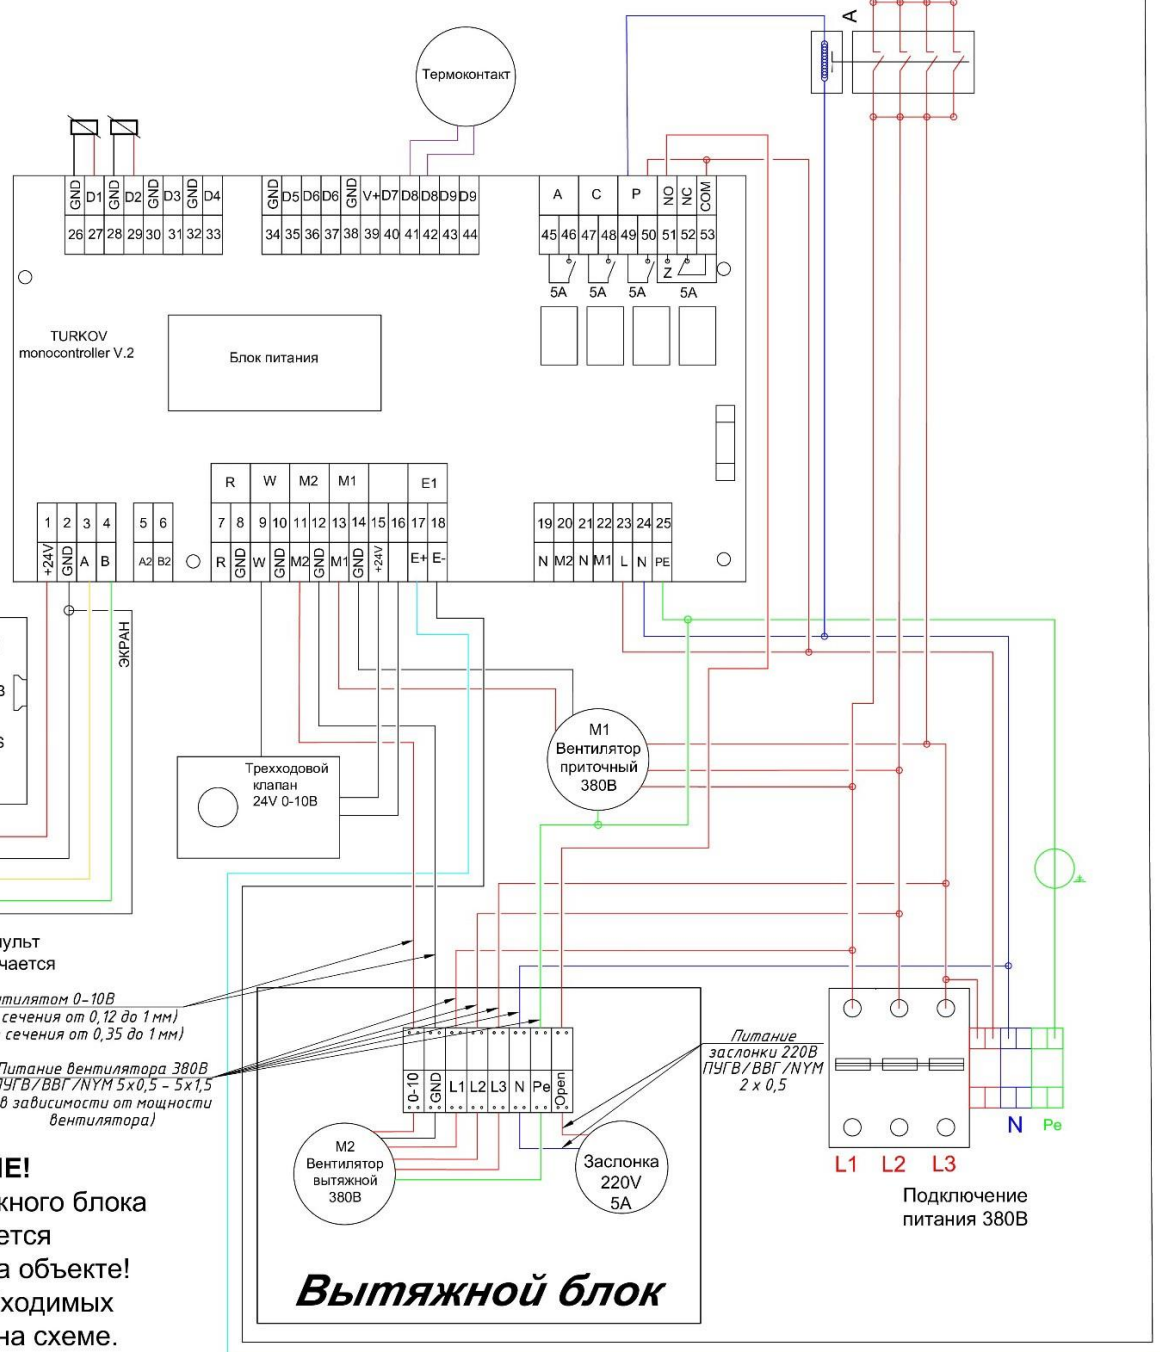 A
Термоконтакт
GND D1 GND D2 GND D3 GND D4
26 27 28 29 30 31 32 33
GND D5 D6 D6 GND V+ D7 D8 D8 D9 D9
34 35 36 37 38 39 40 41 42 43 44
A C P NO NC COM
45 46 47 48 49 50 51 52 53
Z
5A 5A 5A 5A
TURKOV
monocontroller V.2
Блок питания
R W M2 M1 E1
1 2 3 4 5 6 7 8 9 10 11 12 13 14 15 16 17 18 19 20 21 22 23 24 25
+24V GND A B A2 B2 R GND W GND M2 GND M1 GND +24V E+ E- N M2 N M1 L N PE
ЭКРАН
M1
Вентилятор
приточный
380В
Трехходовой
клапан
24V 0-10В
ульт
чается
нтилятом 0-10В
сечения от 0,12 до 1 мм)
сечения от 0,35 до 1 мм)
Питание вентилятора 380В
ПУГВ/ВВГ/NYM 5x0,5 - 5x1,5
в зависимости от мощности
вентилятора)
0-10 GND L1 L2 L3 N Pe Open
Питание
заслонки 220В
ПУГВ/ВВГ/NYM
2 x 0,5
M2
Вентилятор
вытяжной
380В
Заслонка
220V
5A
N Pe
L1 L2 L3
Подключение
питания 380В
ИЕ!
жного блока
ется
а объекте!
ходимых
на схеме.
Вытяжной блок